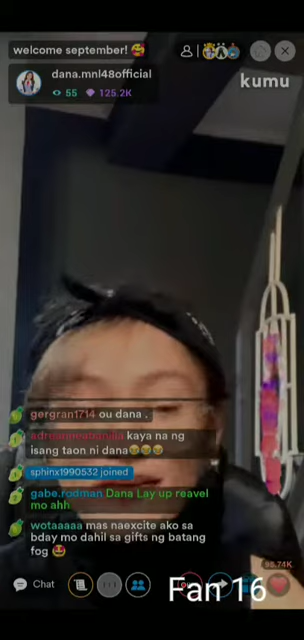 welcome september! 🥰
dana.mnl48official
55 125.2K
kumu
gergran1714 ou dana .
kaya na ng
isang taon ni dana😂😂😂
sphinx1990532 joined
gabe.rodman Dana Lay up reavel
mo ahh
wotaaaaa mas naexcite ako sa
bday mo dahil sa gifts ng batang
fog 🤩
98.74K
Chat
Fan 16